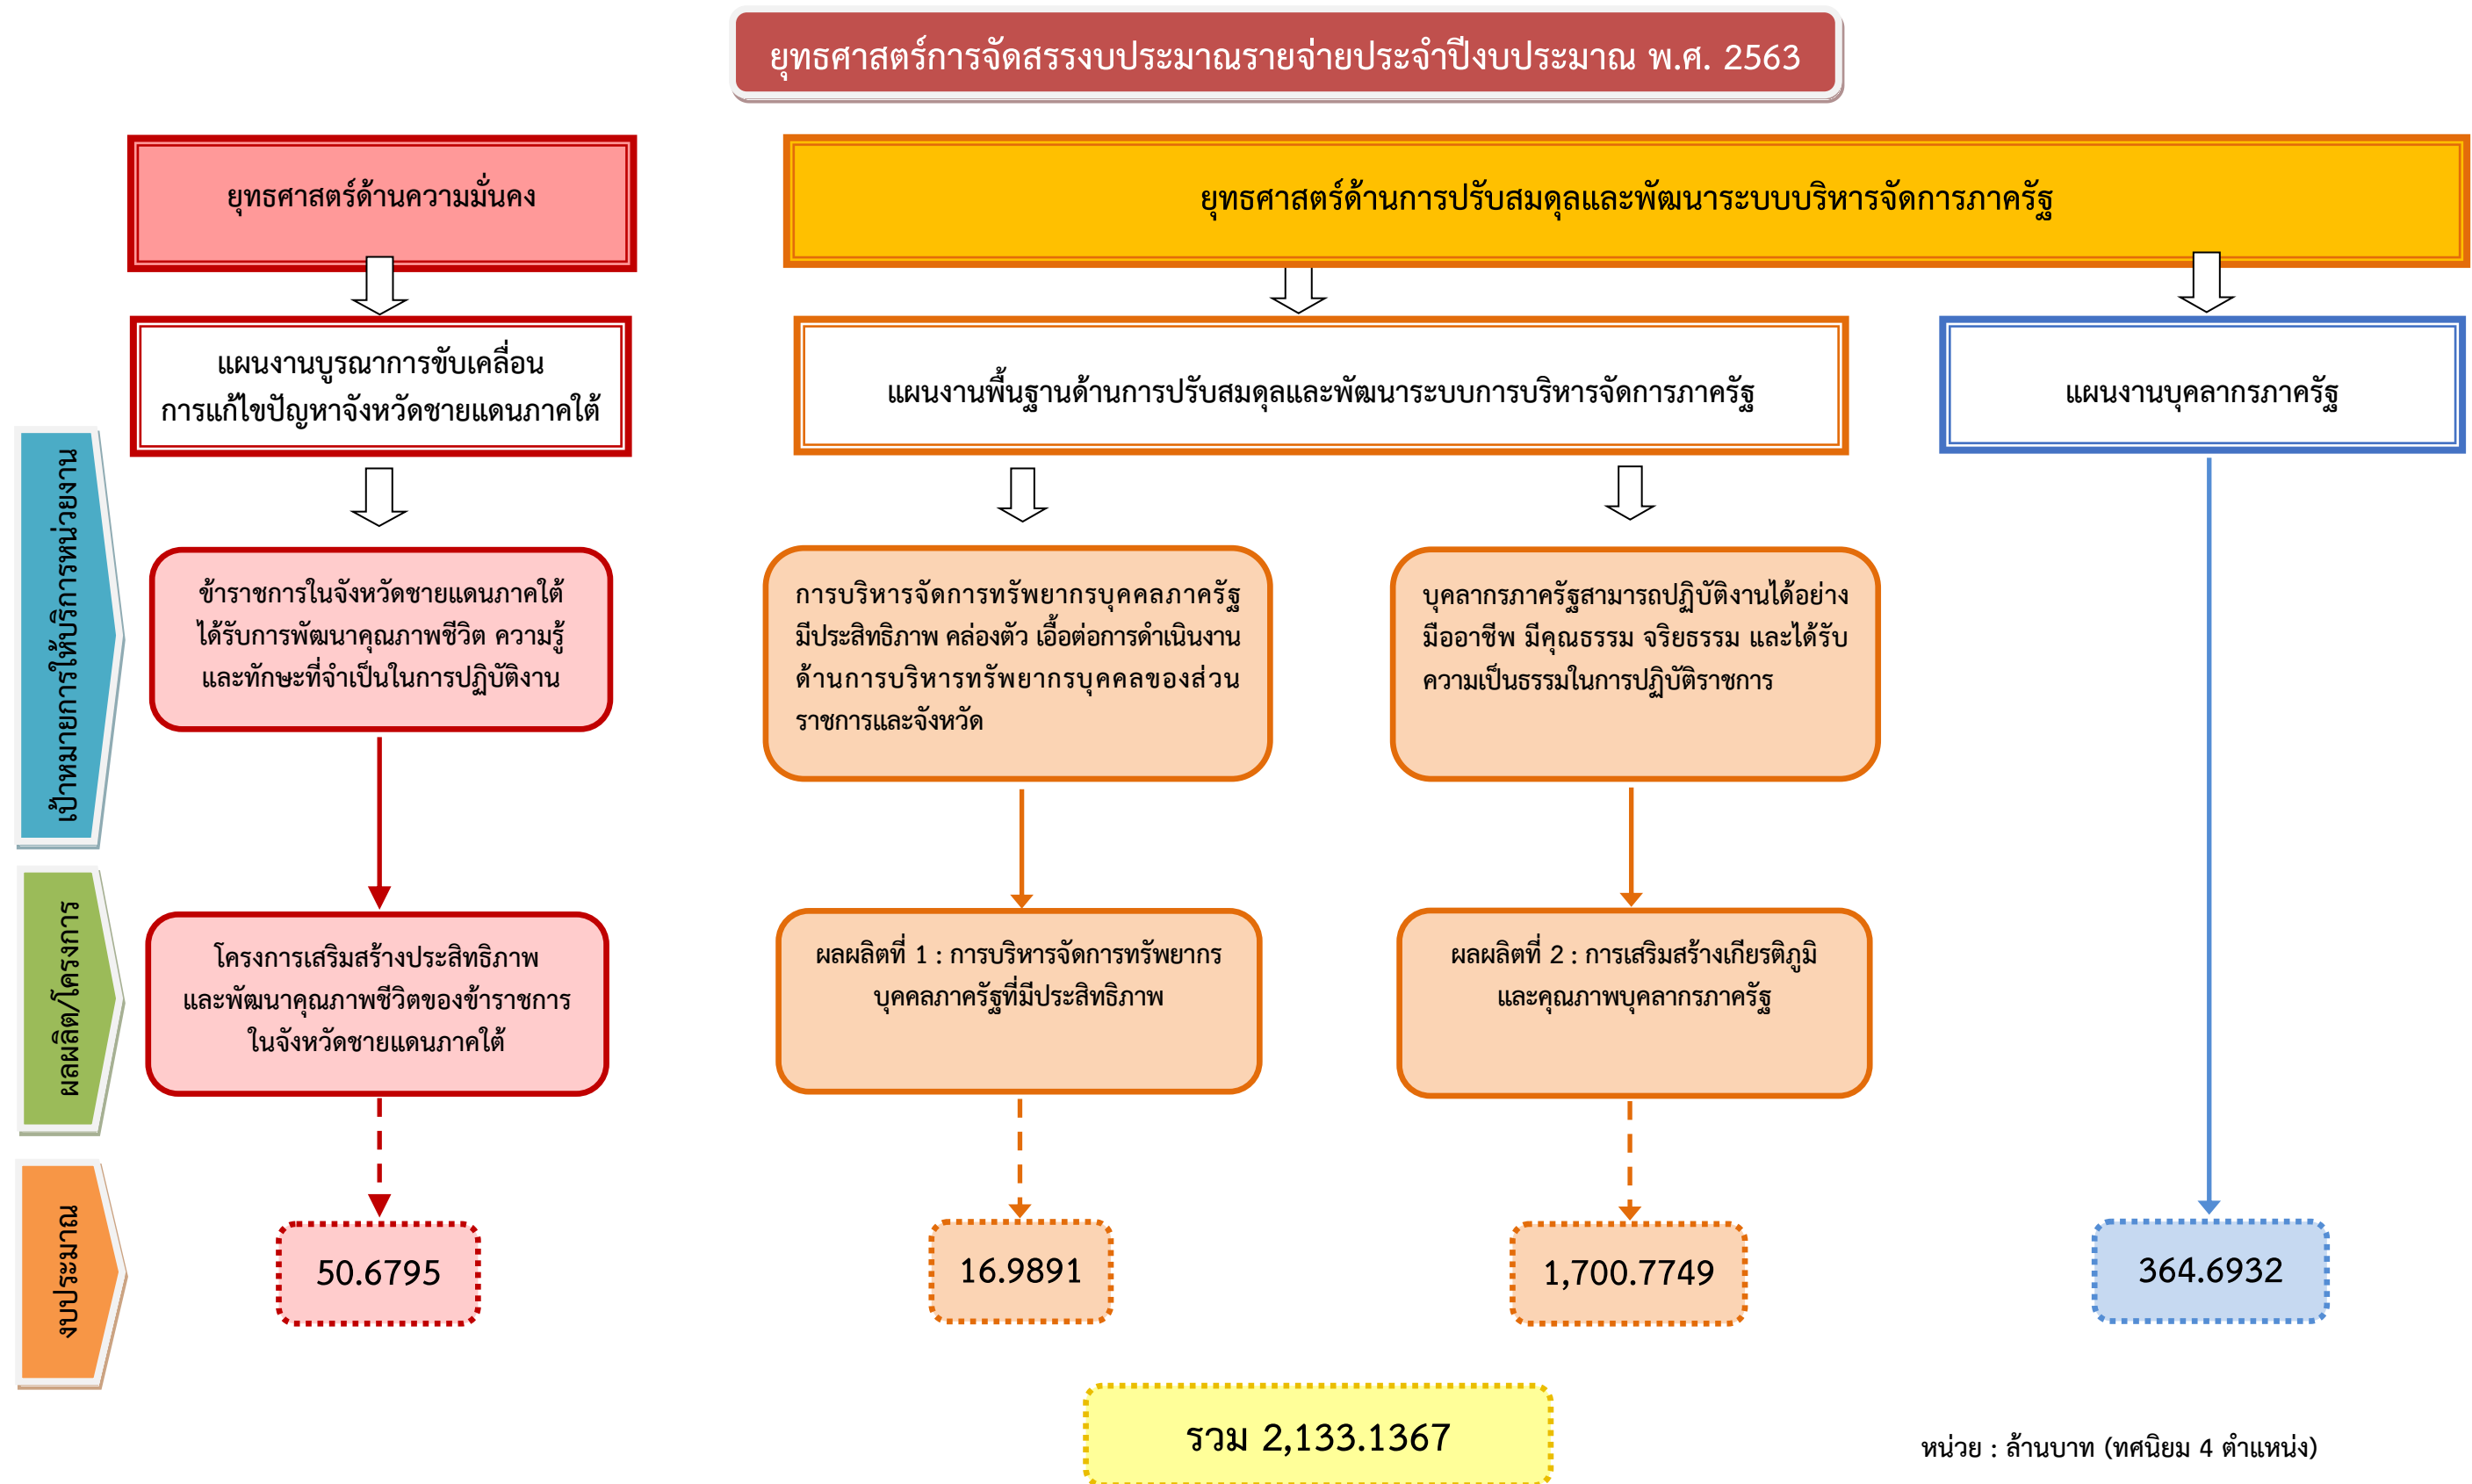 ยุทธศาสตร์การจัดสรรงบประมาณรายจ่ายประจำปีงบประมาณ พ.ศ. 2563
ยุทธศาสตร์ด้านความมั่นคง
ยุทธศาสตร์ด้านการปรับสมดุลและพัฒนาระบบบริหารจัดการภาครัฐ
แผนงานบูรณาการขับเคลื่อน
การแก้ไขปัญหาจังหวัดชายแดนภาคใต้
แผนงานพื้นฐานด้านการปรับสมดุลและพัฒนาระบบการบริหารจัดการภาครัฐ
แผนงานบุคลากรภาครัฐ
เป้าหมายการให้บริการหน่วยงาน
ข้าราชการในจังหวัดชายแดนภาคใต้
ได้รับการพัฒนาคุณภาพชีวิต ความรู้
และทักษะที่จำเป็นในการปฏิบัติงาน
การบริหารจัดการทรัพยากรบุคคลภาครัฐ
มีประสิทธิภาพ คล่องตัว เอื้อต่อการดำเนินงาน
ด้านการบริหารทรัพยากรบุคคลของส่วน
ราชการและจังหวัด
บุคลากรภาครัฐสามารถปฏิบัติงานได้อย่าง
มืออาชีพ มีคุณธรรม จริยธรรม และได้รับ
ความเป็นธรรมในการปฏิบัติราชการ
ผลผลิต/โครงการ
โครงการเสริมสร้างประสิทธิภาพ
และพัฒนาคุณภาพชีวิตของข้าราชการ
ในจังหวัดชายแดนภาคใต้
ผลผลิตที่ 1 : การบริหารจัดการทรัพยากร
บุคคลภาครัฐที่มีประสิทธิภาพ
ผลผลิตที่ 2 : การเสริมสร้างเกียรติภูมิ
และคุณภาพบุคลากรภาครัฐ
งบประมาณ
50.6795
16.9891
1,700.7749
364.6932
รวม 2,133.1367
หน่วย : ล้านบาท (ทศนิยม 4 ตำแหน่ง)